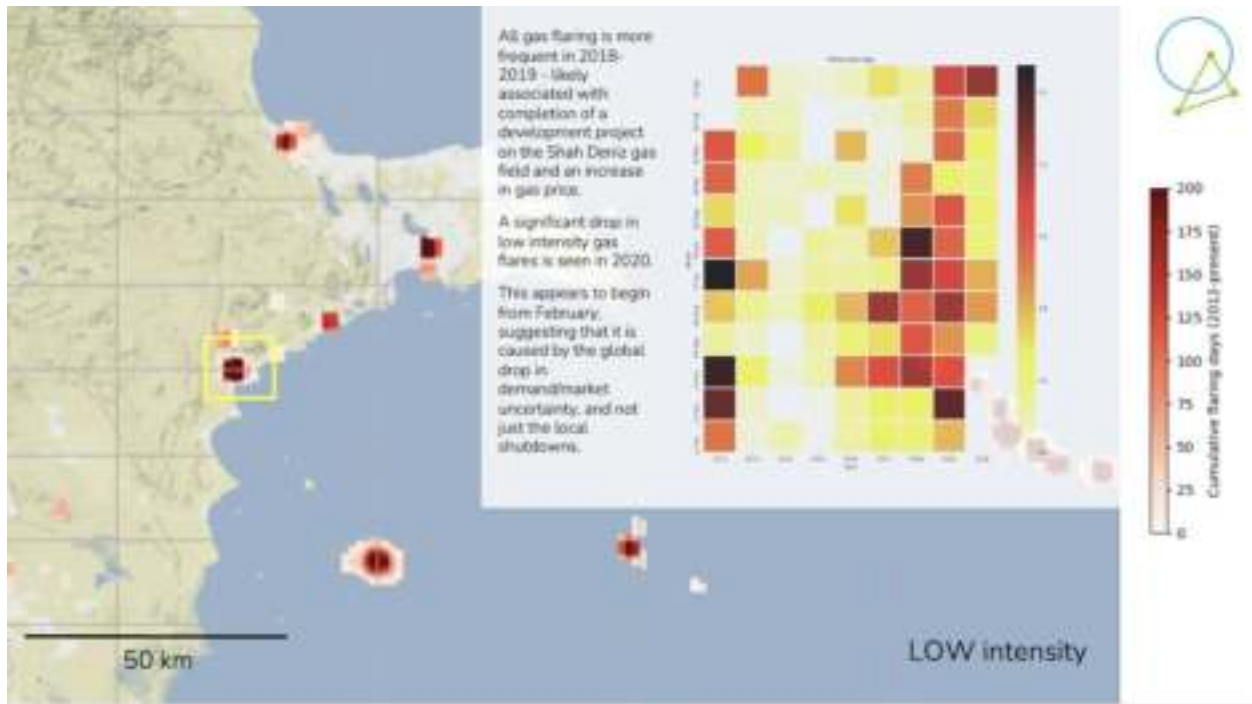 All gas flaring is more
frequent in 2018-
2019 - likely
associated with
completion of a
development project
on the Shah Deniz gas
field and an increase
in gas price.
A significant drop in
low intensity gas
flares is seen in 2020.
This appears to begin
from February,
suggesting that it is
caused by the global
drop in
demand/market
uncertainty, and not
just the local
shutdowns.
200
175
150
125
100
75
50
25
0
Cumulative flaring days (2012-present)
50 km
LOW intensity